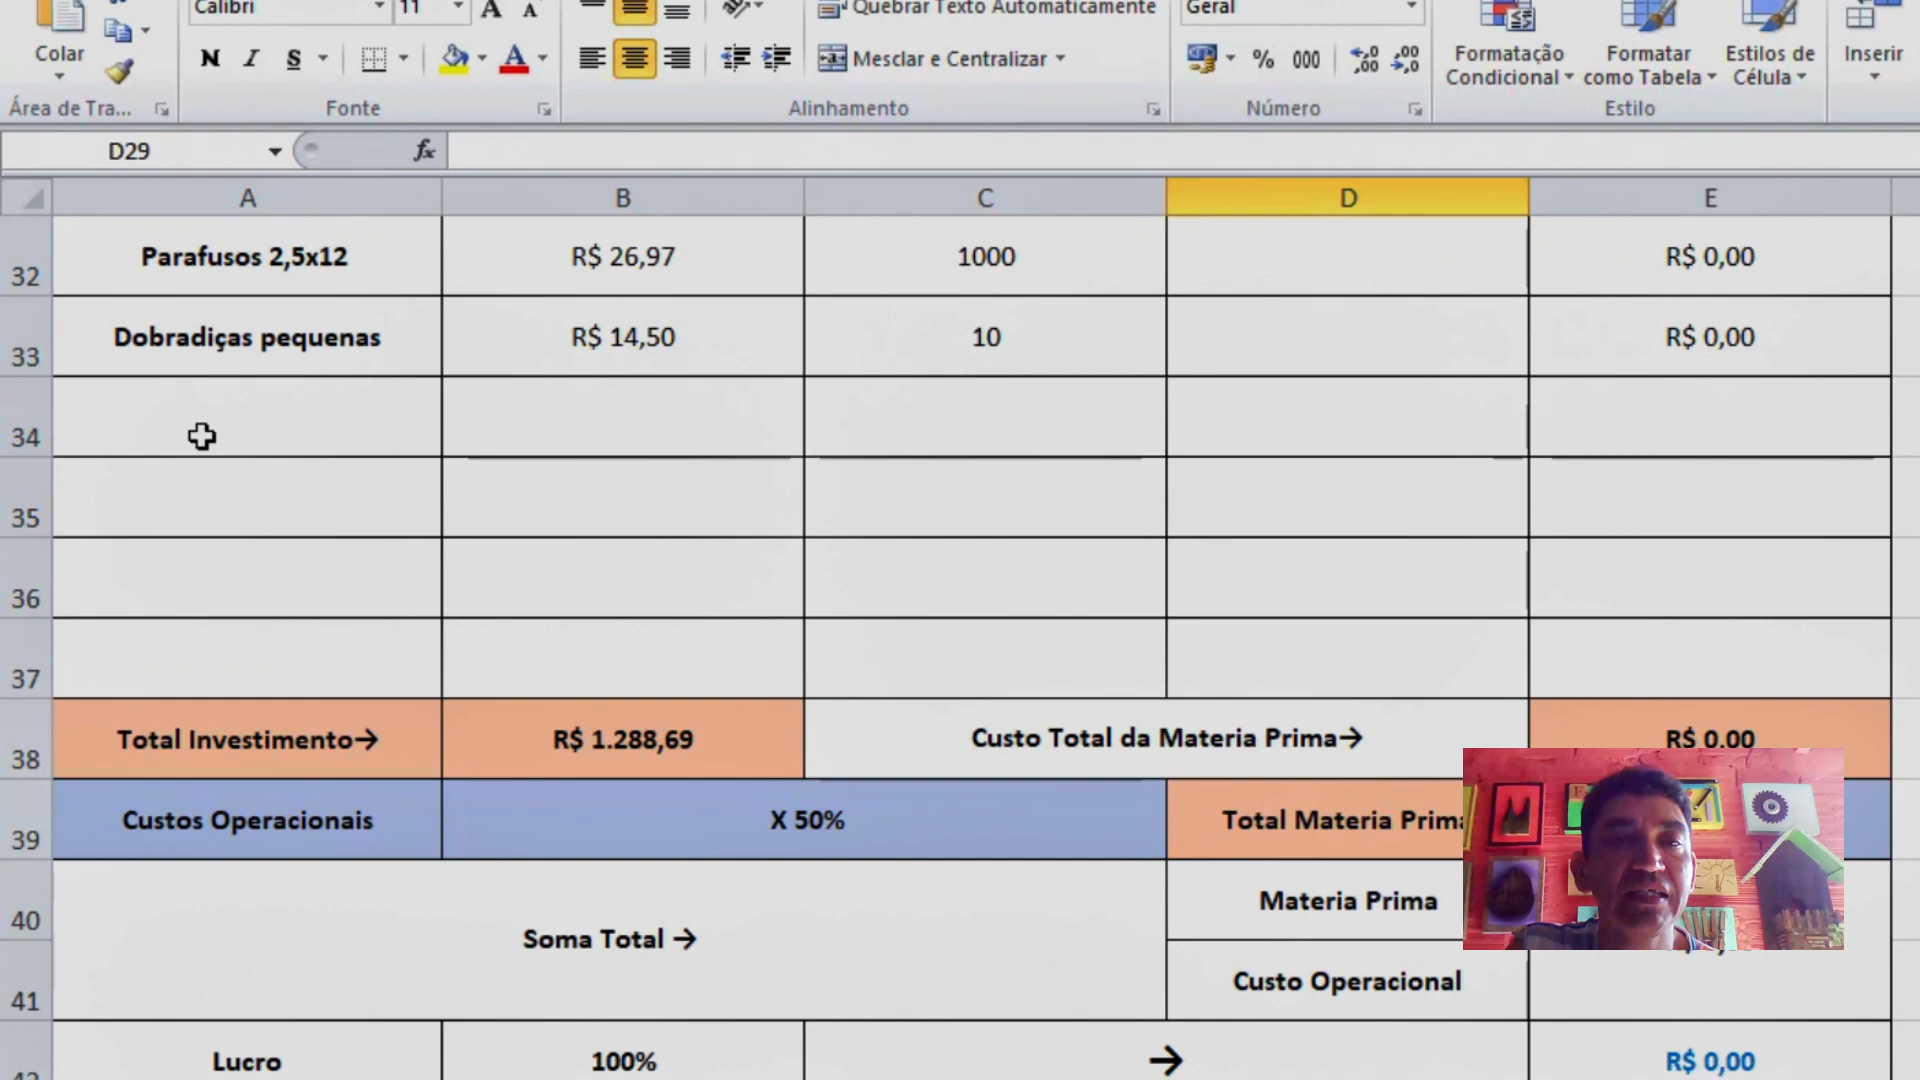 Calibri 11 A A Quebrar Texto Automaticamente Geral
Colar N I S A Mesclar e Centralizar % 000 ,00 Formatação Condicional Formatar como Tabela Estilos de Célula Inserir
Área de Tra... Fonte Alinhamento Número Estilo
D29 fx
A B C D E
32 Parafusos 2,5x12 R$ 26,97 1000 R$ 0,00
33 Dobradiças pequenas R$ 14,50 10 R$ 0,00
34
35
36
37
38 Total Investimento→ R$ 1.288,69 Custo Total da Materia Prima→ R$ 0,00
39 Custos Operacionais X 50% Total Materia Prima
40 Soma Total → Materia Prima
41 Custo Operacional
Lucro 100% → R$ 0,00